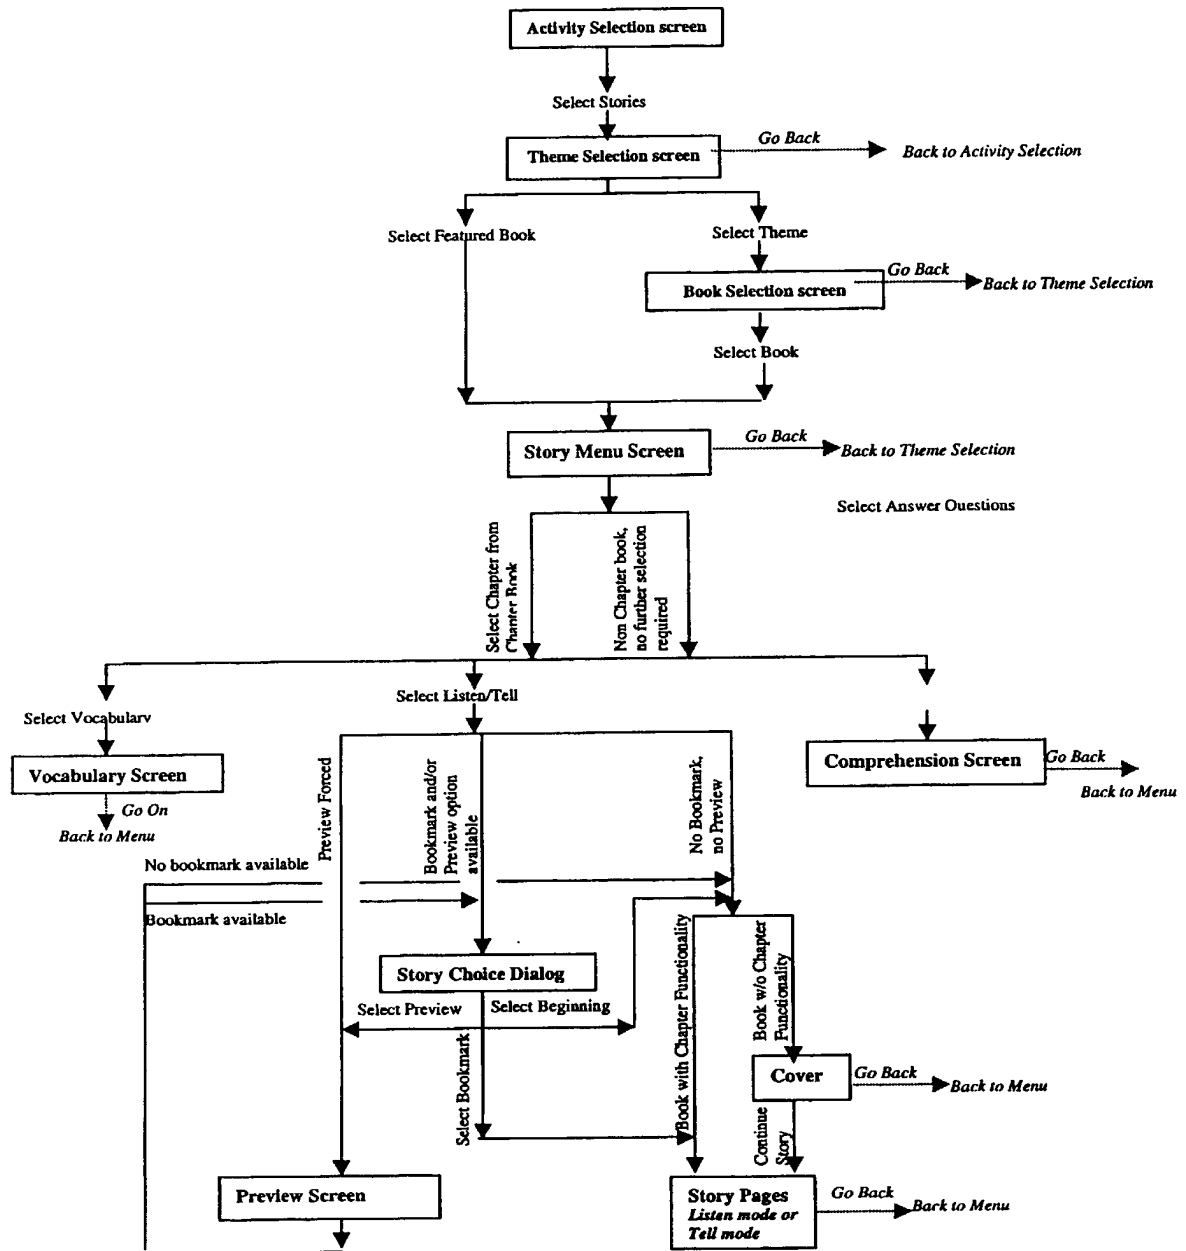 Activity Selection screen
Select Stories
Theme Selection screen
Go Back
Back to Activity Selection
Select Featured Book
Select Theme
Book Selection screen
Go Back
Back to Theme Selection
Select Book
Story Menu Screen
Go Back
Back to Theme Selection
Select Answer Questions
Select Chapter from
Chapter Book
Non Chapter book,
no further selection
required
Select Listen/Tell
Select Vocabulary
Vocabulary Screen
Go On
Back to Menu
Comprehension Screen
Go Back
Back to Menu
Preview Forced
Bookmark and/or
Preview option
available
No Bookmark,
no Preview
No bookmark available
Bookmark available
Story Choice Dialog
Select Preview
Select Beginning
Select Bookmark
Book with Chapter Functionality
Book w/o Chapter
Functionality
Cover
Go Back
Back to Menu
Continue
Story
Preview Screen
Story Pages
Listen mode or
Tell mode
Go Back
Back to Menu